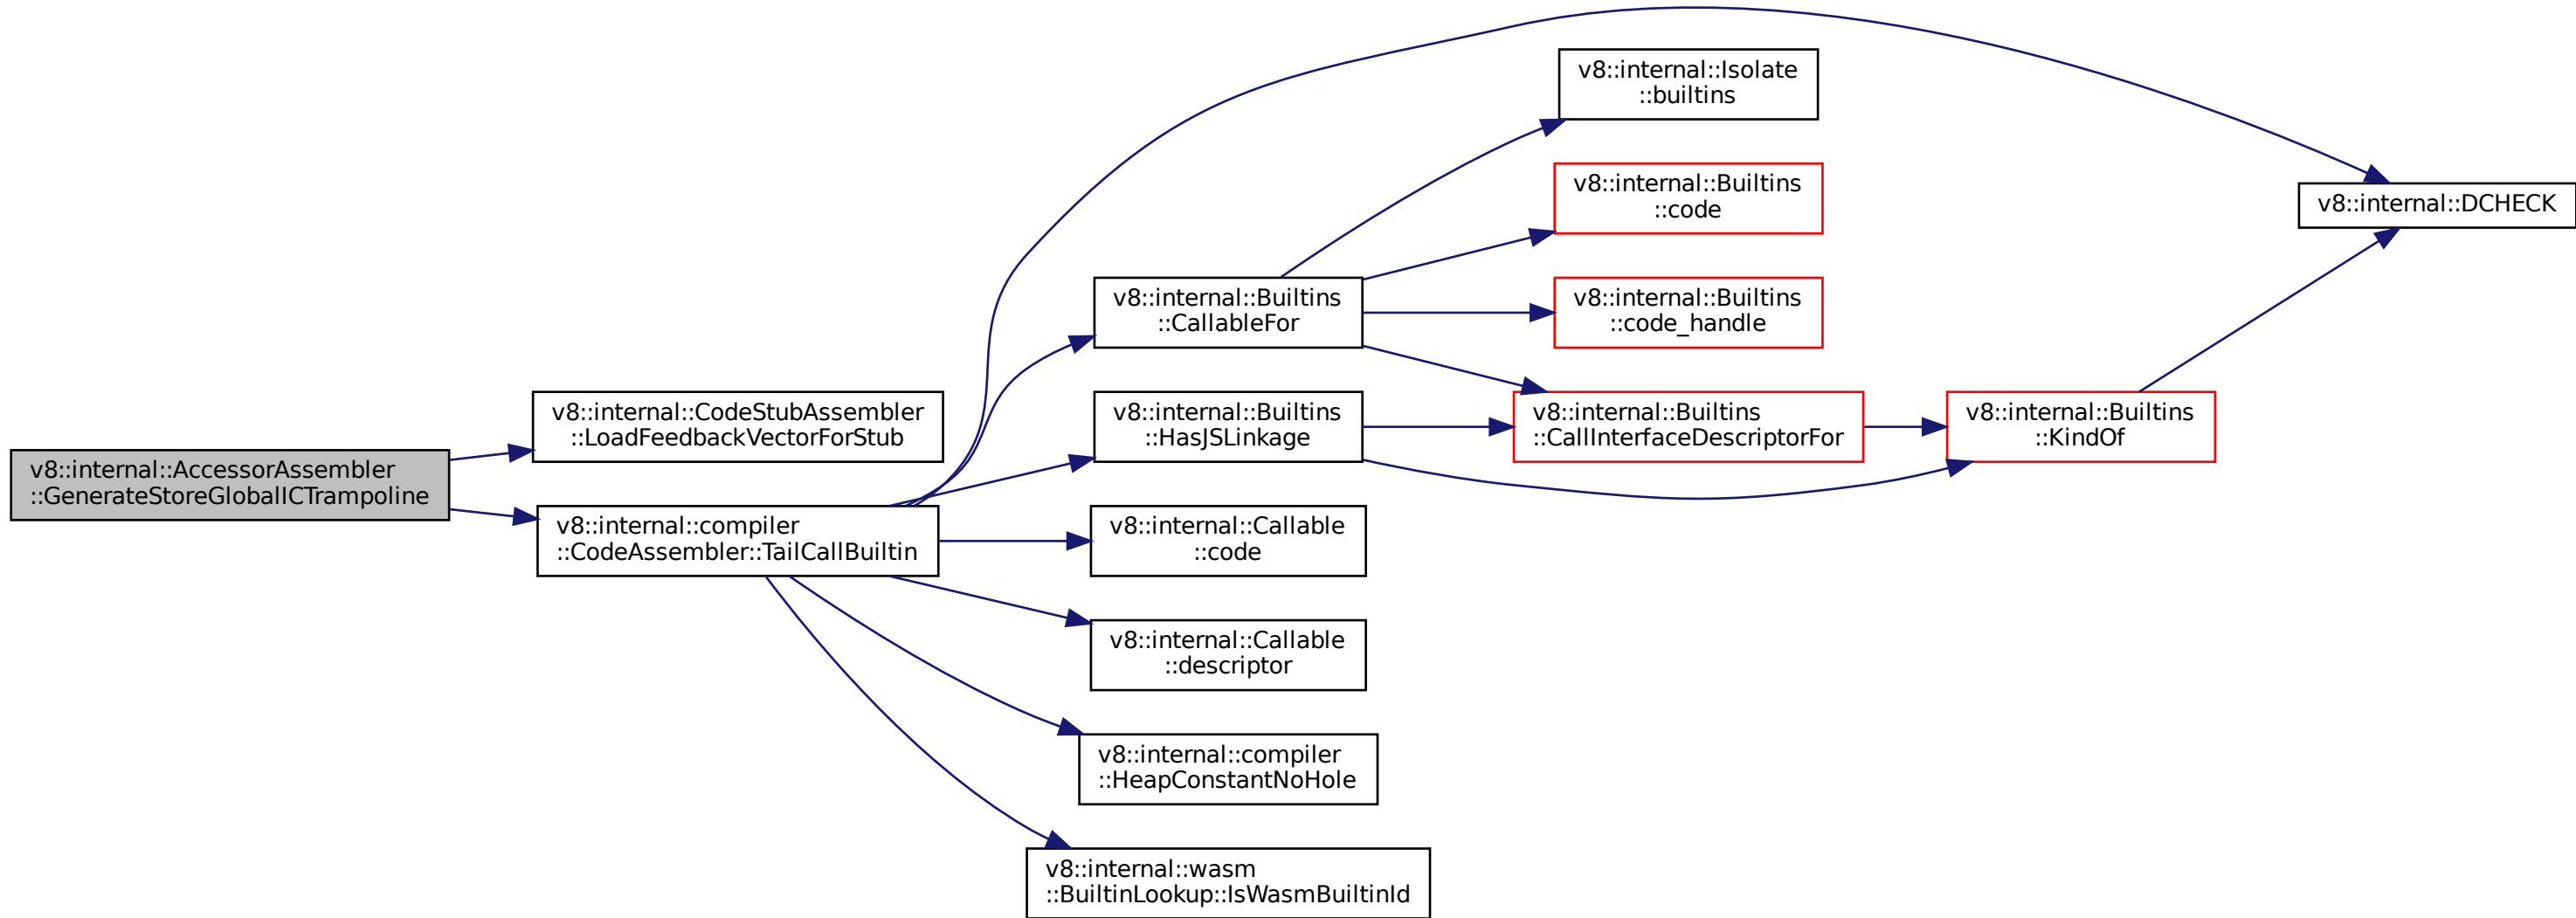 v8::internal::AccessorAssembler
::GenerateStoreGlobalICTrampoline
v8::internal::CodeStubAssembler
::LoadFeedbackVectorForStub
v8::internal::compiler
::CodeAssembler::TailCallBuiltin
v8::internal::Builtins
::CallableFor
v8::internal::Builtins
::HasJSLinkage
v8::internal::Callable
::code
v8::internal::Callable
::descriptor
v8::internal::compiler
::HeapConstantNoHole
v8::internal::wasm
::BuiltinLookup::IsWasmBuiltinId
v8::internal::Isolate
::builtins
v8::internal::Builtins
::code
v8::internal::Builtins
::code_handle
v8::internal::Builtins
::CallInterfaceDescriptorFor
v8::internal::Builtins
::KindOf
v8::internal::DCHECK